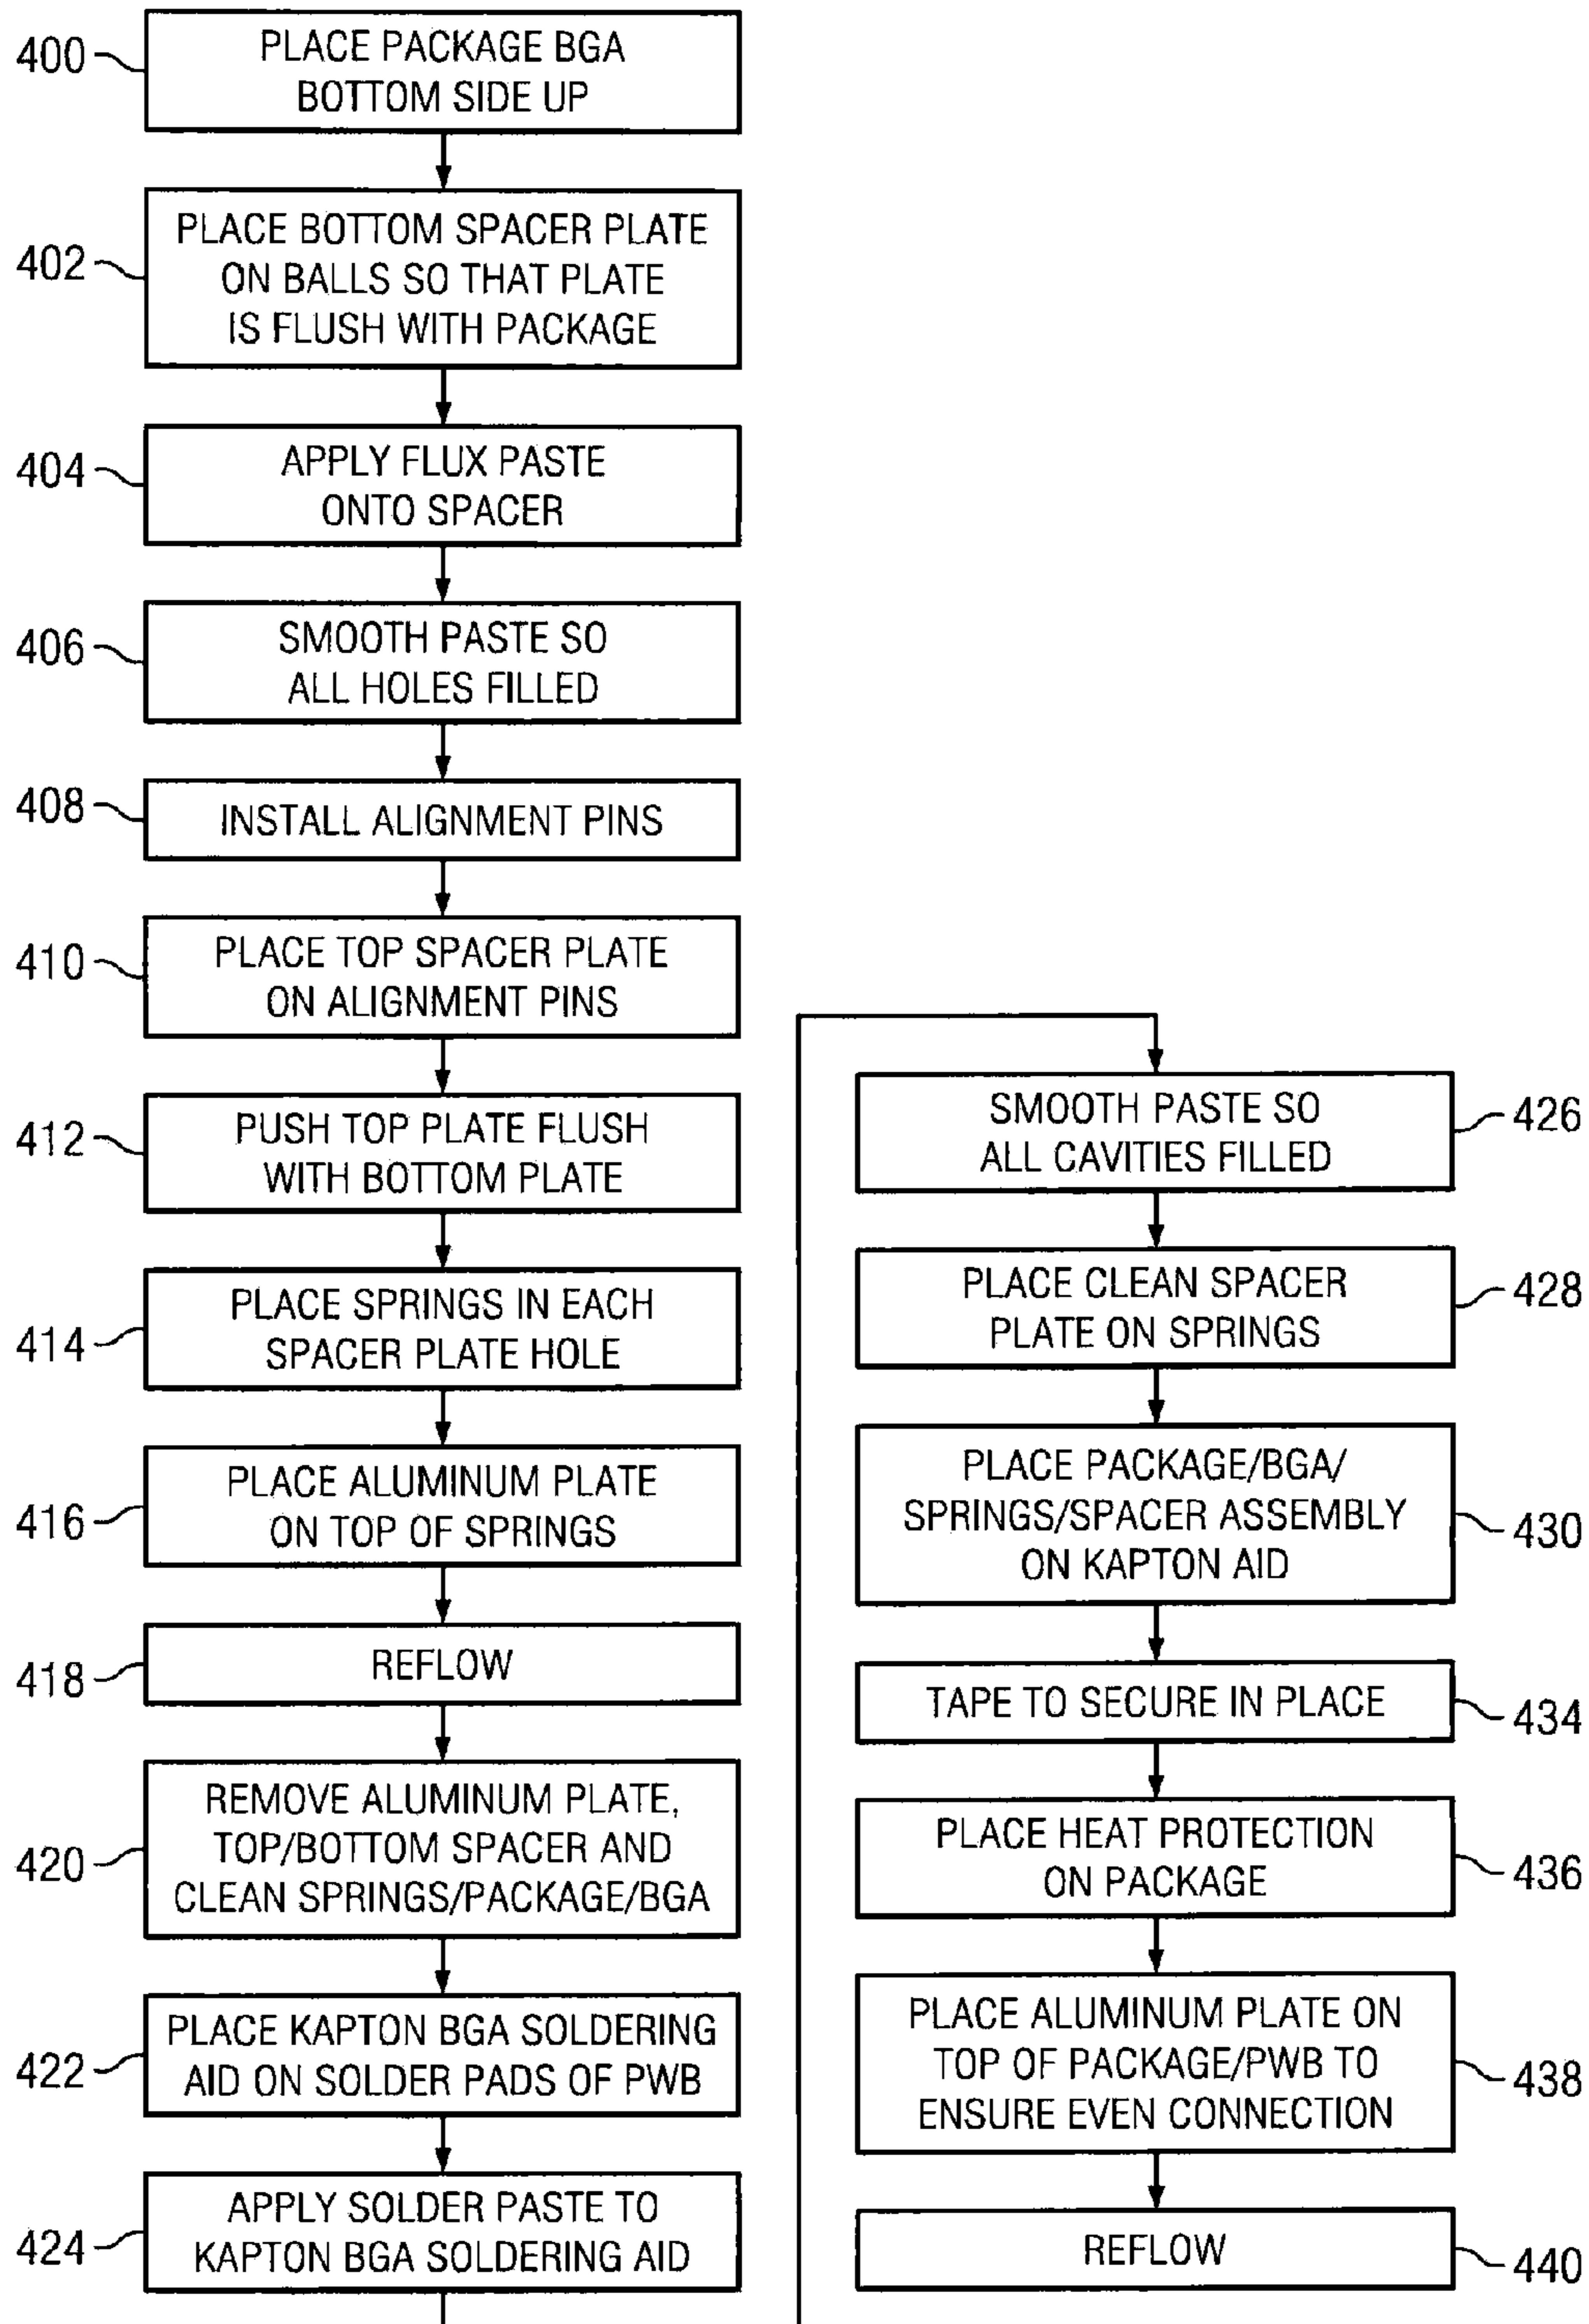 400
PLACE PACKAGE BGA
BOTTOM SIDE UP
402
PLACE BOTTOM SPACER PLATE
ON BALLS SO THAT PLATE
IS FLUSH WITH PACKAGE
404
APPLY FLUX PASTE
ONTO SPACER
406
SMOOTH PASTE SO
ALL HOLES FILLED
408
INSTALL ALIGNMENT PINS
410
PLACE TOP SPACER PLATE
ON ALIGNMENT PINS
412
PUSH TOP PLATE FLUSH
WITH BOTTOM PLATE
414
PLACE SPRINGS IN EACH
SPACER PLATE HOLE
416
PLACE ALUMINUM PLATE
ON TOP OF SPRINGS
418
REFLOW
420
REMOVE ALUMINUM PLATE,
TOP/BOTTOM SPACER AND
CLEAN SPRINGS/PACKAGE/BGA
422
PLACE KAPTON BGA SOLDERING
AID ON SOLDER PADS OF PWB
424
APPLY SOLDER PASTE TO
KAPTON BGA SOLDERING AID
SMOOTH PASTE SO
ALL CAVITIES FILLED
426
PLACE CLEAN SPACER
PLATE ON SPRINGS
428
PLACE PACKAGE/BGA/
SPRINGS/SPACER ASSEMBLY
ON KAPTON AID
430
TAPE TO SECURE IN PLACE
434
PLACE HEAT PROTECTION
ON PACKAGE
436
PLACE ALUMINUM PLATE ON
TOP OF PACKAGE/PWB TO
ENSURE EVEN CONNECTION
438
REFLOW
440